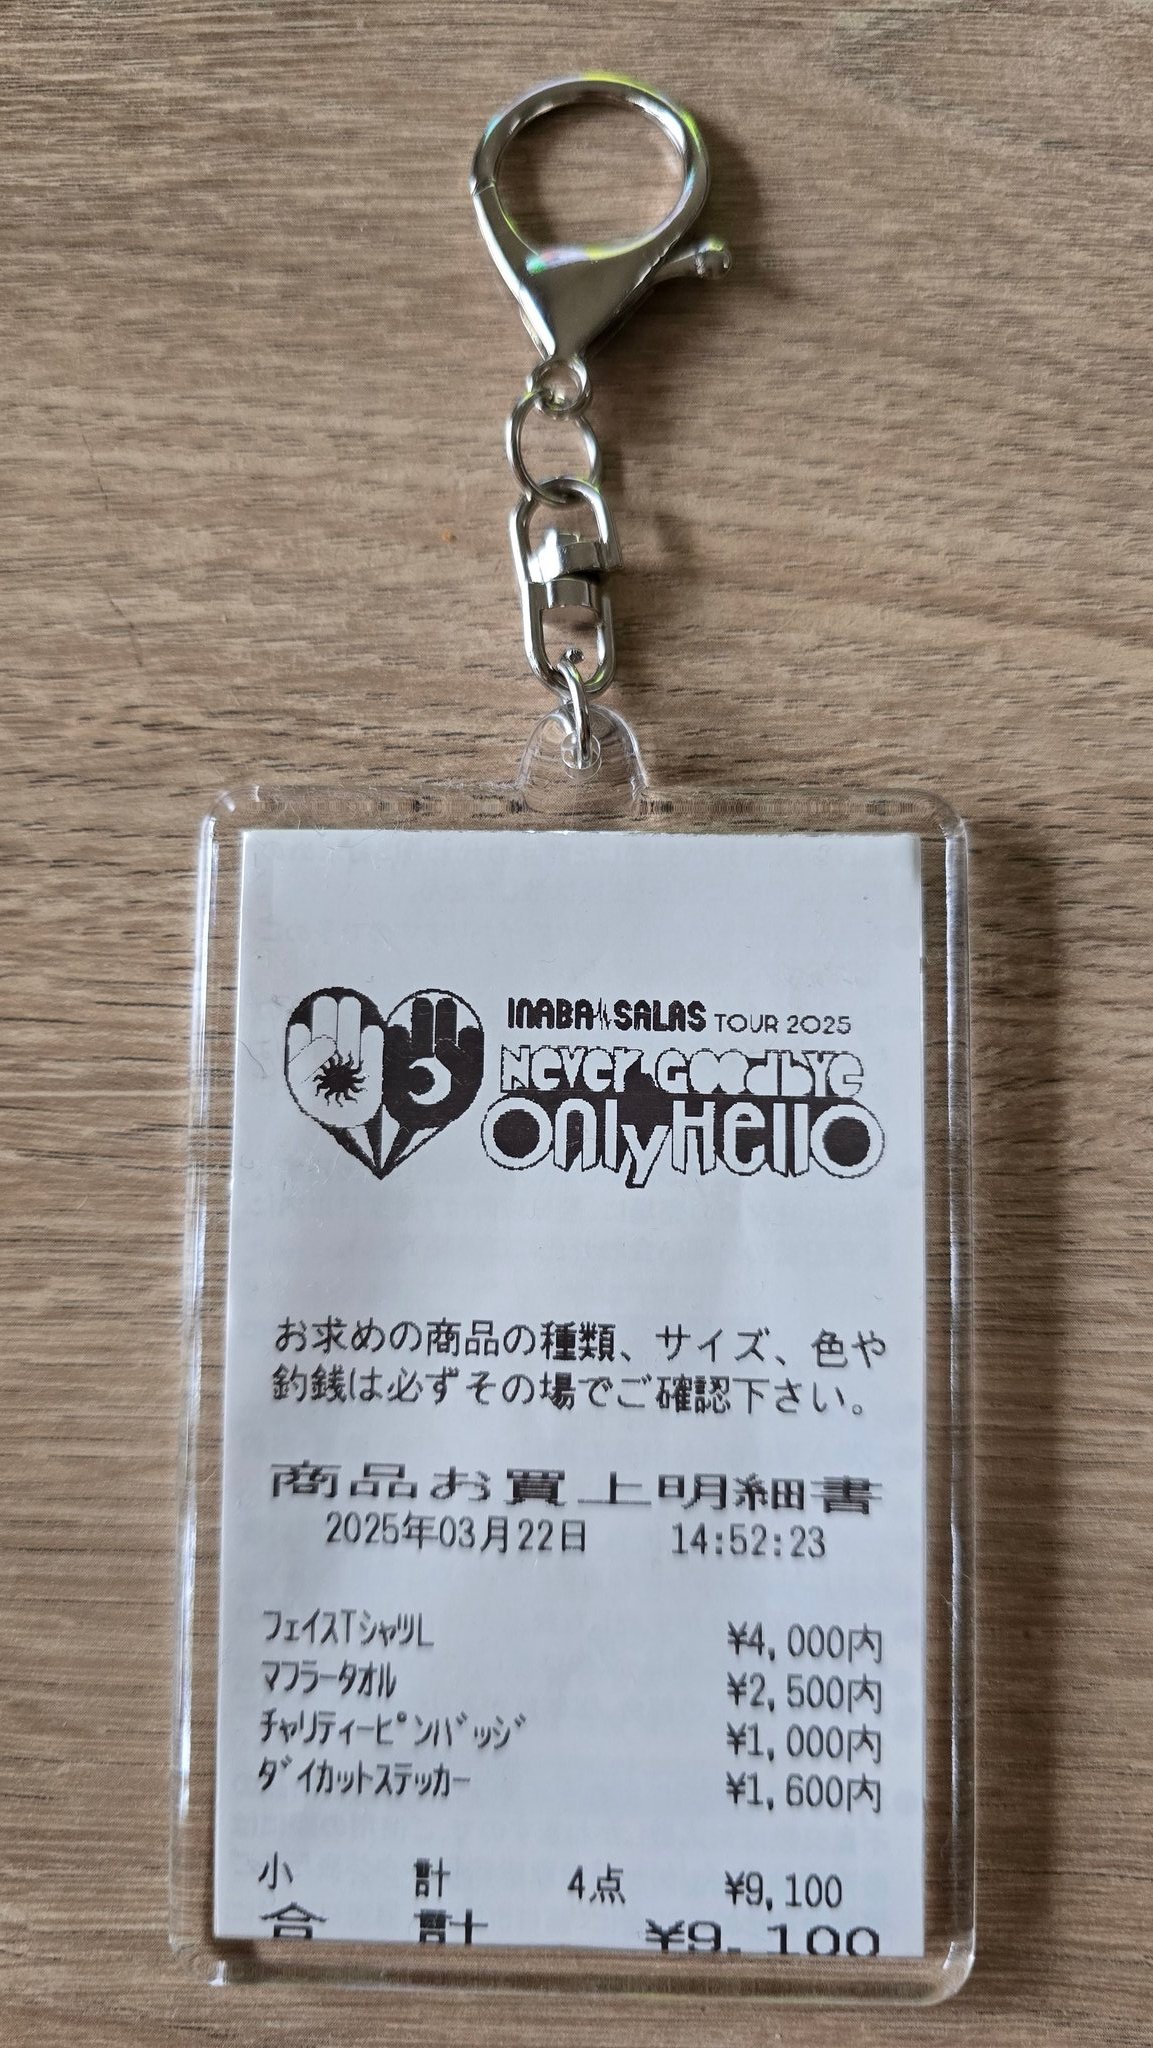 INABA SALAS TOUR 2025
Never Goodbye
Only Hello
お求めの商品の種類、サイズ、色や
釣銭は必ずその場でご確認下さい。
商品お買上明細書
2025年03月22日 14:52:23
ﾌｪｲｽTｼｬﾂL ¥4,000内
ﾏﾌﾗｰﾀｵﾙ ¥2,500内
ﾁｬﾘﾃｨｰﾋﾟﾝﾊﾞｯｼﾞ ¥1,000内
ﾀﾞｲｶｯﾄｽﾃｯｶｰ ¥1,600内
小 計 4点 ¥9,100
合 計 ¥9,100